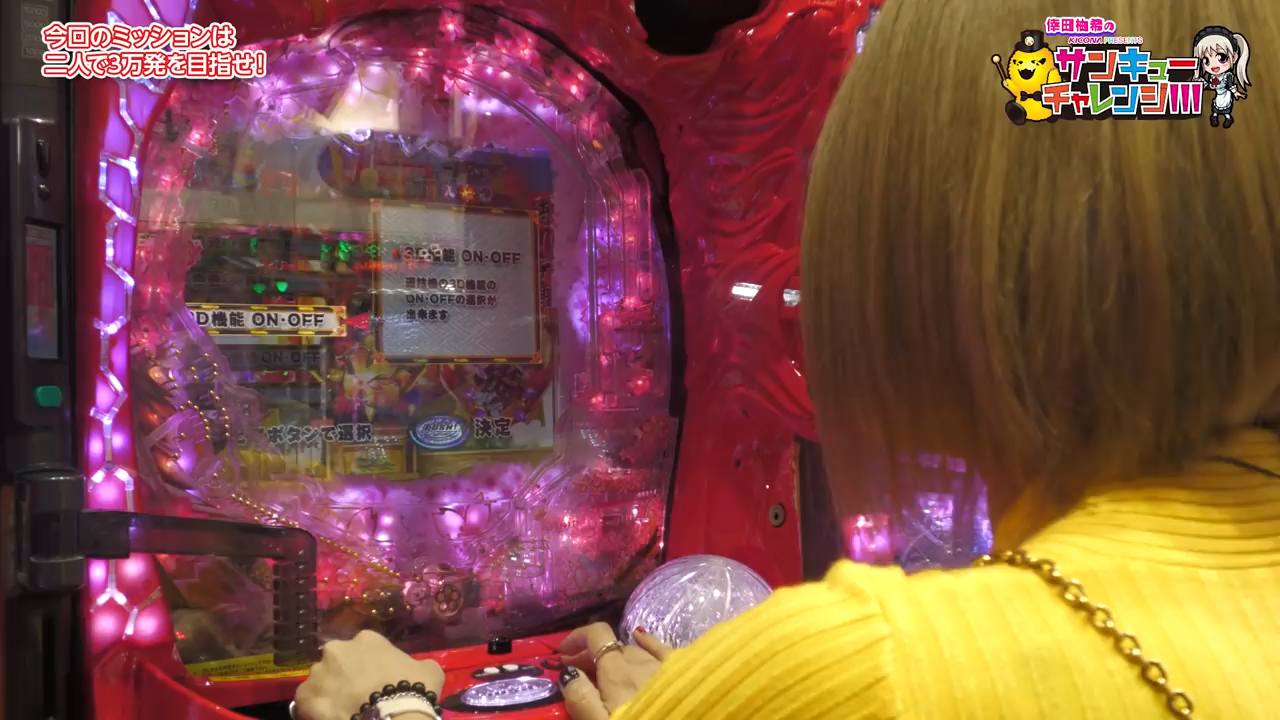 今回のミッションは
二人で3万発を目指せ!
倖田柚希の
KICONA PRESENTS
サンキュー
チャレンジ
3D機能 ON・OFF
遊技機の3D機能の
ON・OFFの選択が
出来ます
3D機能 ON・OFF
ON・OFF
ボタンで選択
PUSH! 決定